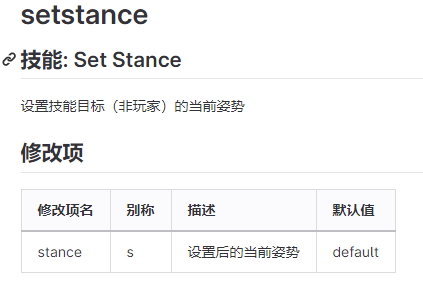 setstance
技能: Set Stance
设置技能目标（非玩家）的当前姿势
修改项
修改项名 别称 描述 默认值
stance s 设置后的当前姿势 default